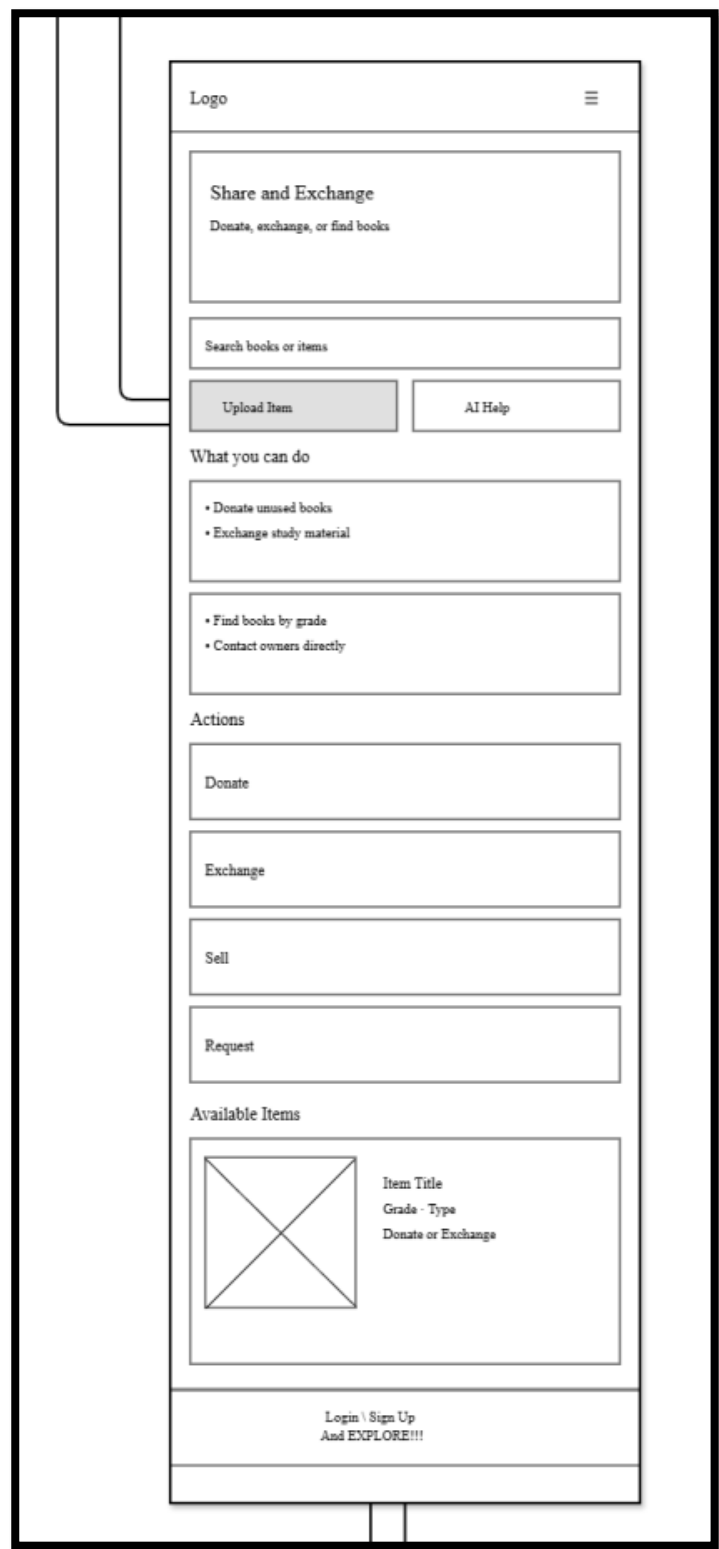 Logo ☰
Share and Exchange
Donate, exchange, or find books
Search books or items
Upload Item
AI Help
What you can do
• Donate unused books
• Exchange study material
• Find books by grade
• Contact owners directly
Actions
Donate
Exchange
Sell
Request
Available Items
Item Title
Grade - Type
Donate or Exchange
Login \ Sign Up
And EXPLORE!!!